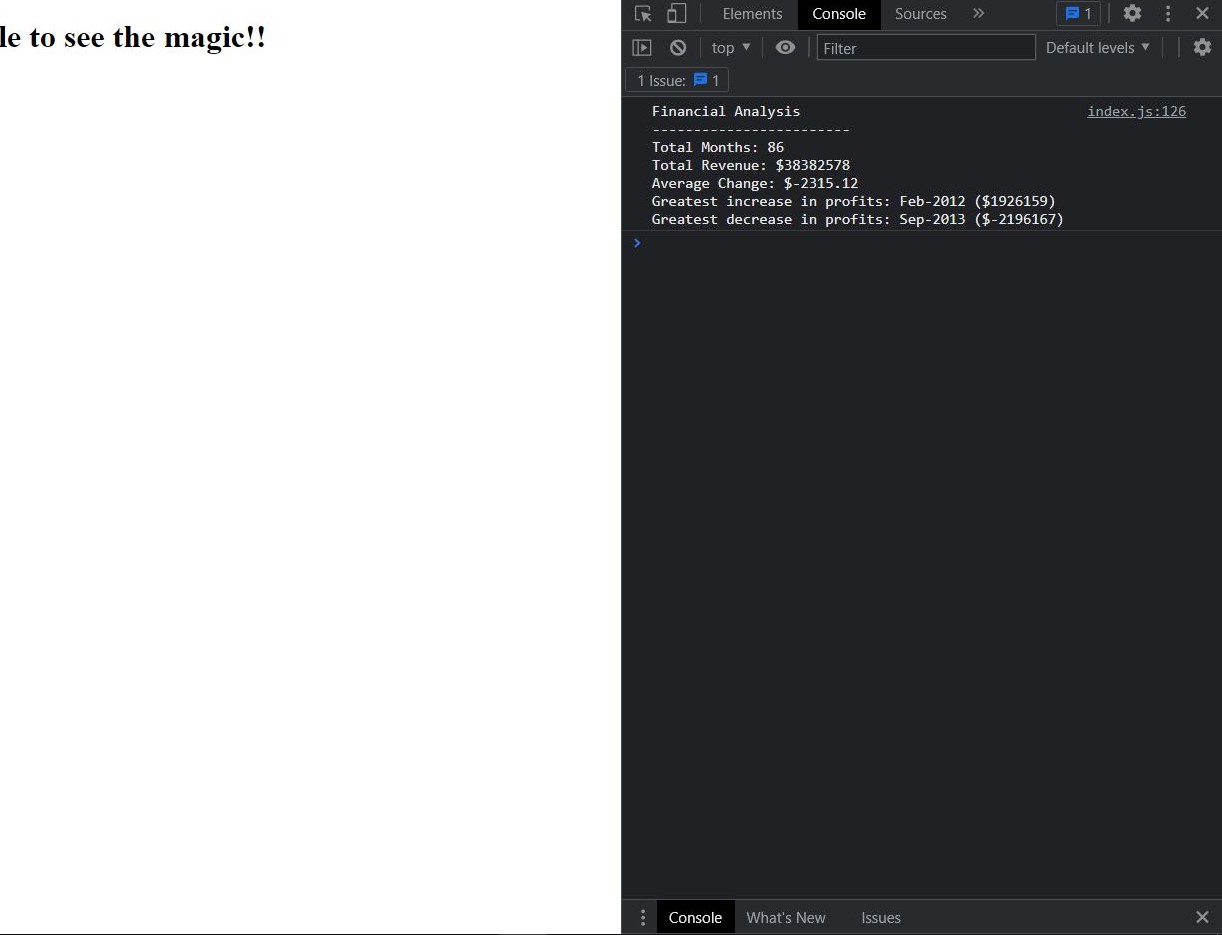 le to see the magic!!
Elements Console Sources 1
top Filter Default levels
1 Issue: 1
Financial Analysis index.js:126
------------------------
Total Months: 86
Total Revenue: $38382578
Average Change: $-2315.12
Greatest increase in profits: Feb-2012 ($1926159)
Greatest decrease in profits: Sep-2013 ($-2196167)
Console What's New Issues